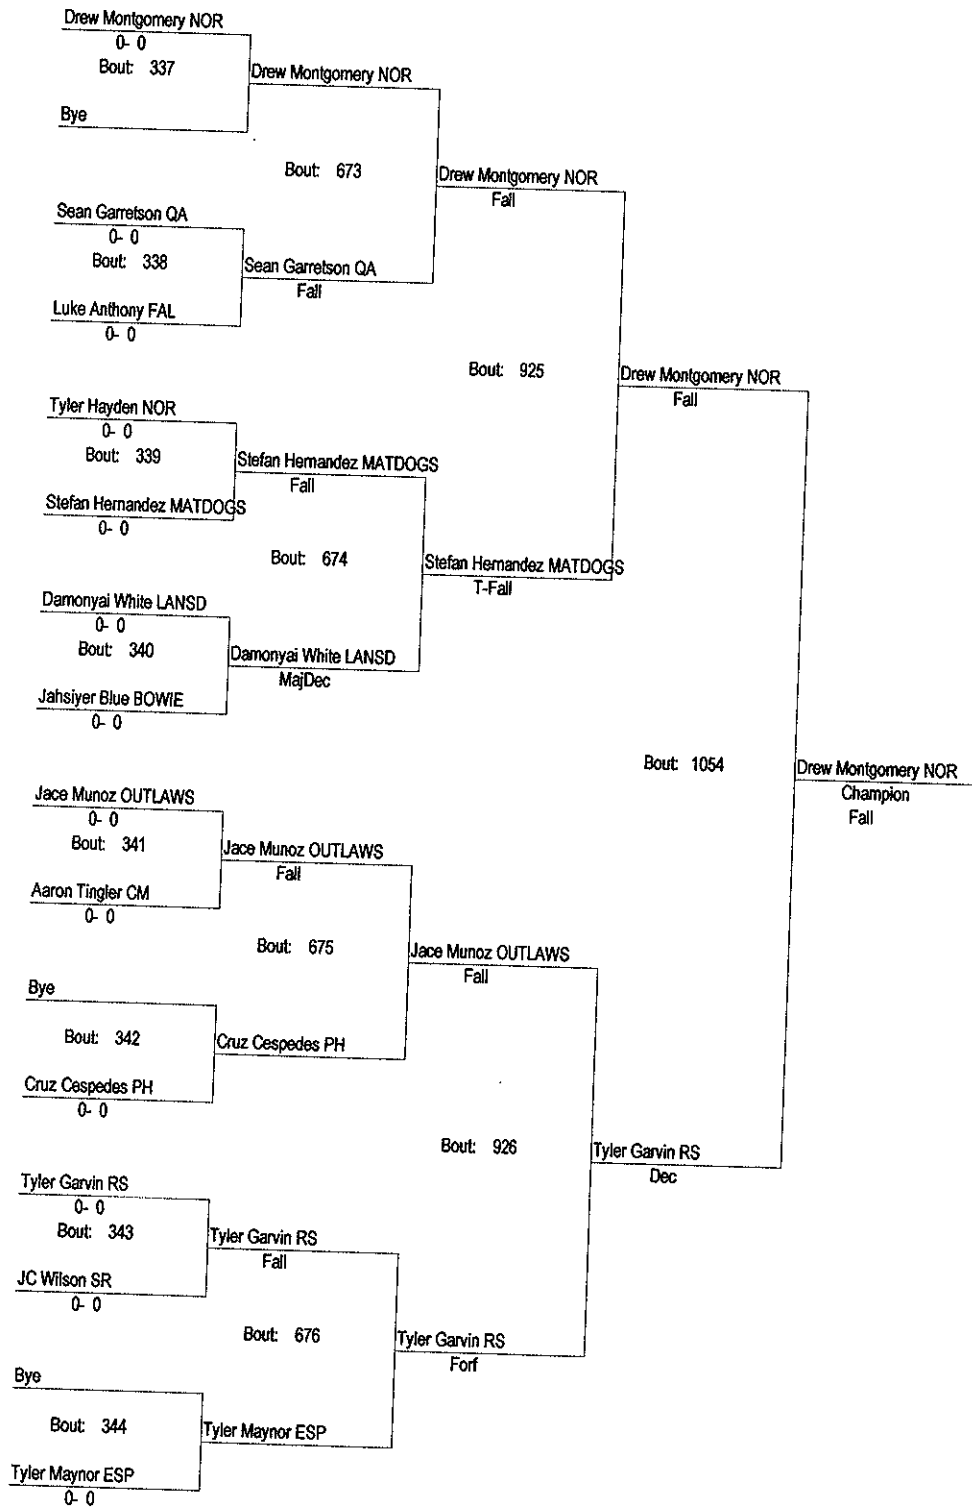 Drew Montgomery NOR
0- 0
Bout: 337
Drew Montgomery NOR
Bye
Bout: 673
Drew Montgomery NOR
Fall
Sean Garretson QA
0- 0
Bout: 338
Sean Garretson QA
Fall
Luke Anthony FAL
0- 0
Bout: 925
Drew Montgomery NOR
Fall
Tyler Hayden NOR
0- 0
Bout: 339
Stefan Hernandez MATDOGS
Fall
Stefan Hernandez MATDOGS
0- 0
Bout: 674
Stefan Hernandez MATDOGS
T-Fall
Damonyai White LANSD
0- 0
Bout: 340
Damonyai White LANSD
MajDec
Jahsiyer Blue BOWIE
0- 0
Bout: 1054
Drew Montgomery NOR
Champion
Fall
Jace Munoz OUTLAWS
0- 0
Bout: 341
Jace Munoz OUTLAWS
Fall
Aaron Tingler CM
0- 0
Bout: 675
Jace Munoz OUTLAWS
Fall
Bye
Bout: 342
Cruz Cespedes PH
Cruz Cespedes PH
0- 0
Bout: 926
Tyler Garvin RS
Dec
Tyler Garvin RS
0- 0
Bout: 343
Tyler Garvin RS
Fall
JC Wilson SR
0- 0
Bout: 676
Tyler Garvin RS
Forf
Bye
Bout: 344
Tyler Maynor ESP
Tyler Maynor ESP
0- 0